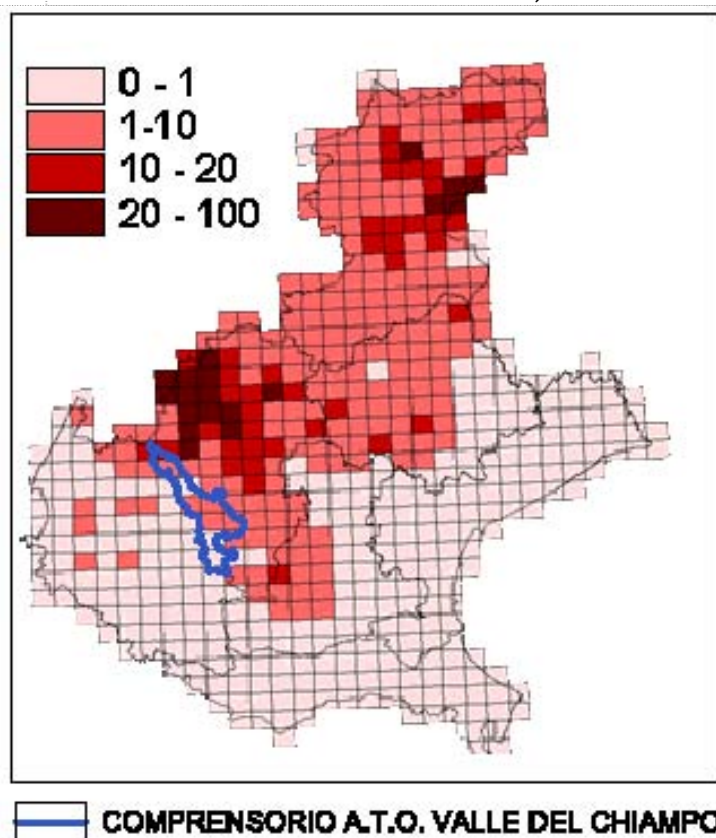 0 - 1
1-10
10 - 20
20 - 100
COMPRENSORIO A.T.O. VALLE DEL CHIAMPO